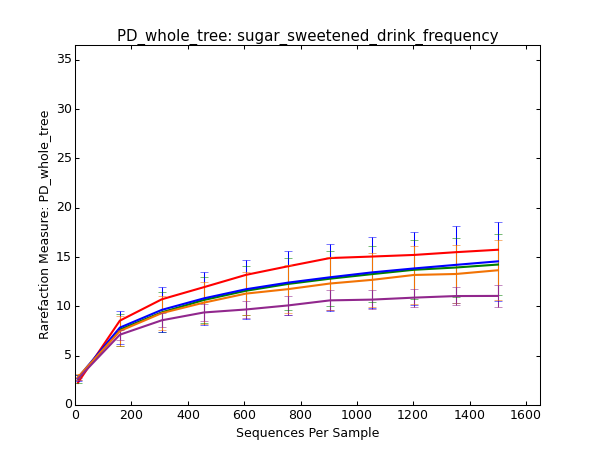 PD_whole_tree: sugar_sweetened_drink_frequency
35
30
25
20
15
10
5
0
Rarefaction Measure: PD_whole_tree
0 200 400 600 800 1000 1200 1400 1600
Sequences Per Sample